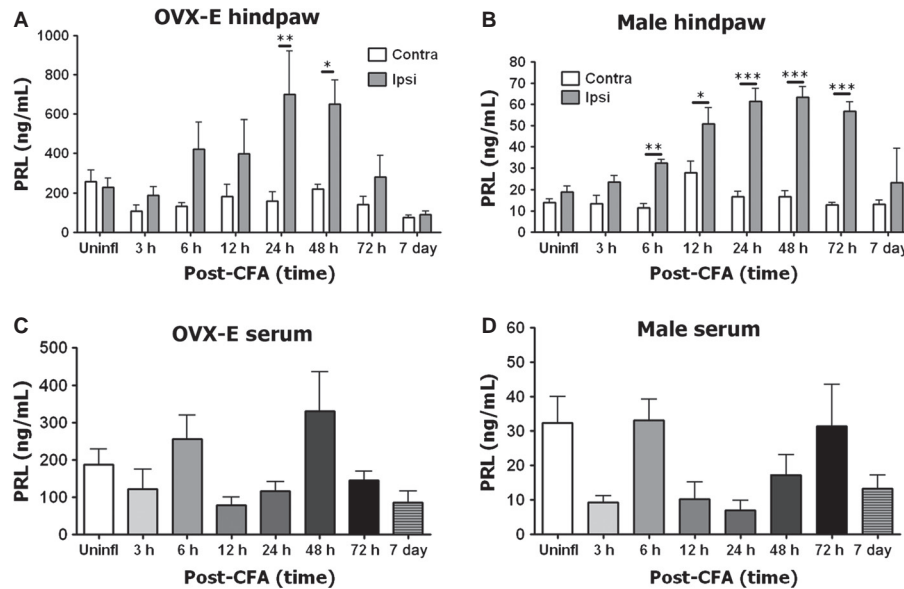 A
OVX-E hindpaw
PRL (ng/mL)
1000
800
600
400
200
0
**
*
Contra
Ipsi
Uninfl 3 h 6 h 12 h 24 h 48 h 72 h 7 day
Post-CFA (time)
B
Male hindpaw
PRL (ng/mL)
80
70
60
50
40
30
20
10
0
Contra
Ipsi
**
*
***
***
***
Uninfl 3 h 6 h 12 h 24 h 48 h 72 h 7 day
Post-CFA (time)
C
OVX-E serum
PRL (ng/mL)
500
400
300
200
100
0
Uninfl 3 h 6 h 12 h 24 h 48 h 72 h 7 day
Post-CFA (time)
D
Male serum
PRL (ng/mL)
60
50
40
30
20
10
0
Uninfl 3 h 6 h 12 h 24 h 48 h 72 h 7 day
Post-CFA (time)